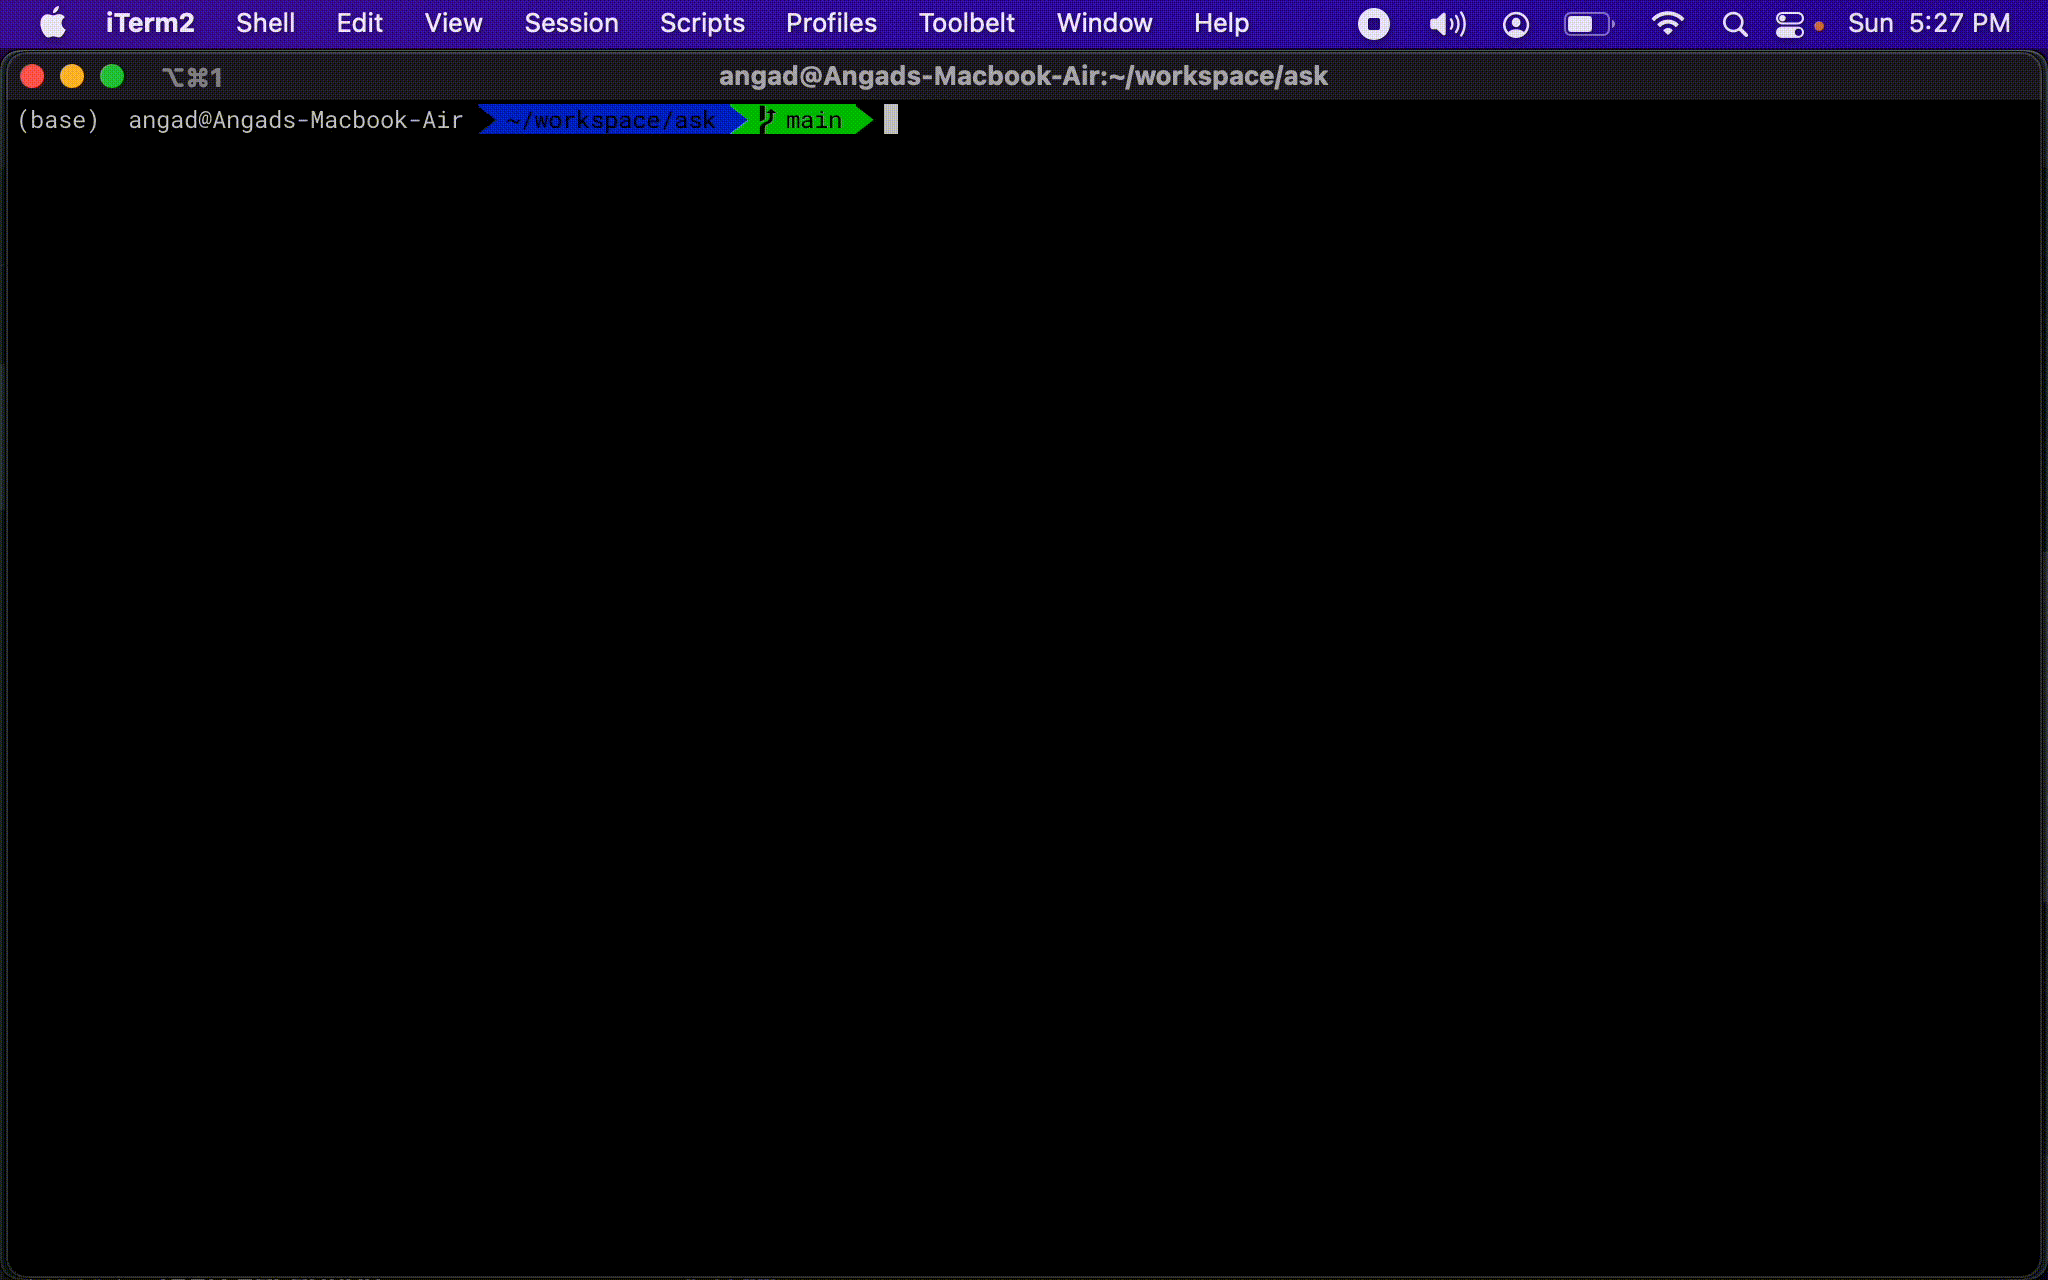 iTerm2 Shell Edit View Session Scripts Profiles Toolbelt Window Help Sun 5:27 PM
⌥⌘1 angad@Angads-Macbook-Air:~/workspace/ask
(base) angad@Angads-Macbook-Air ~/workspace/ask main